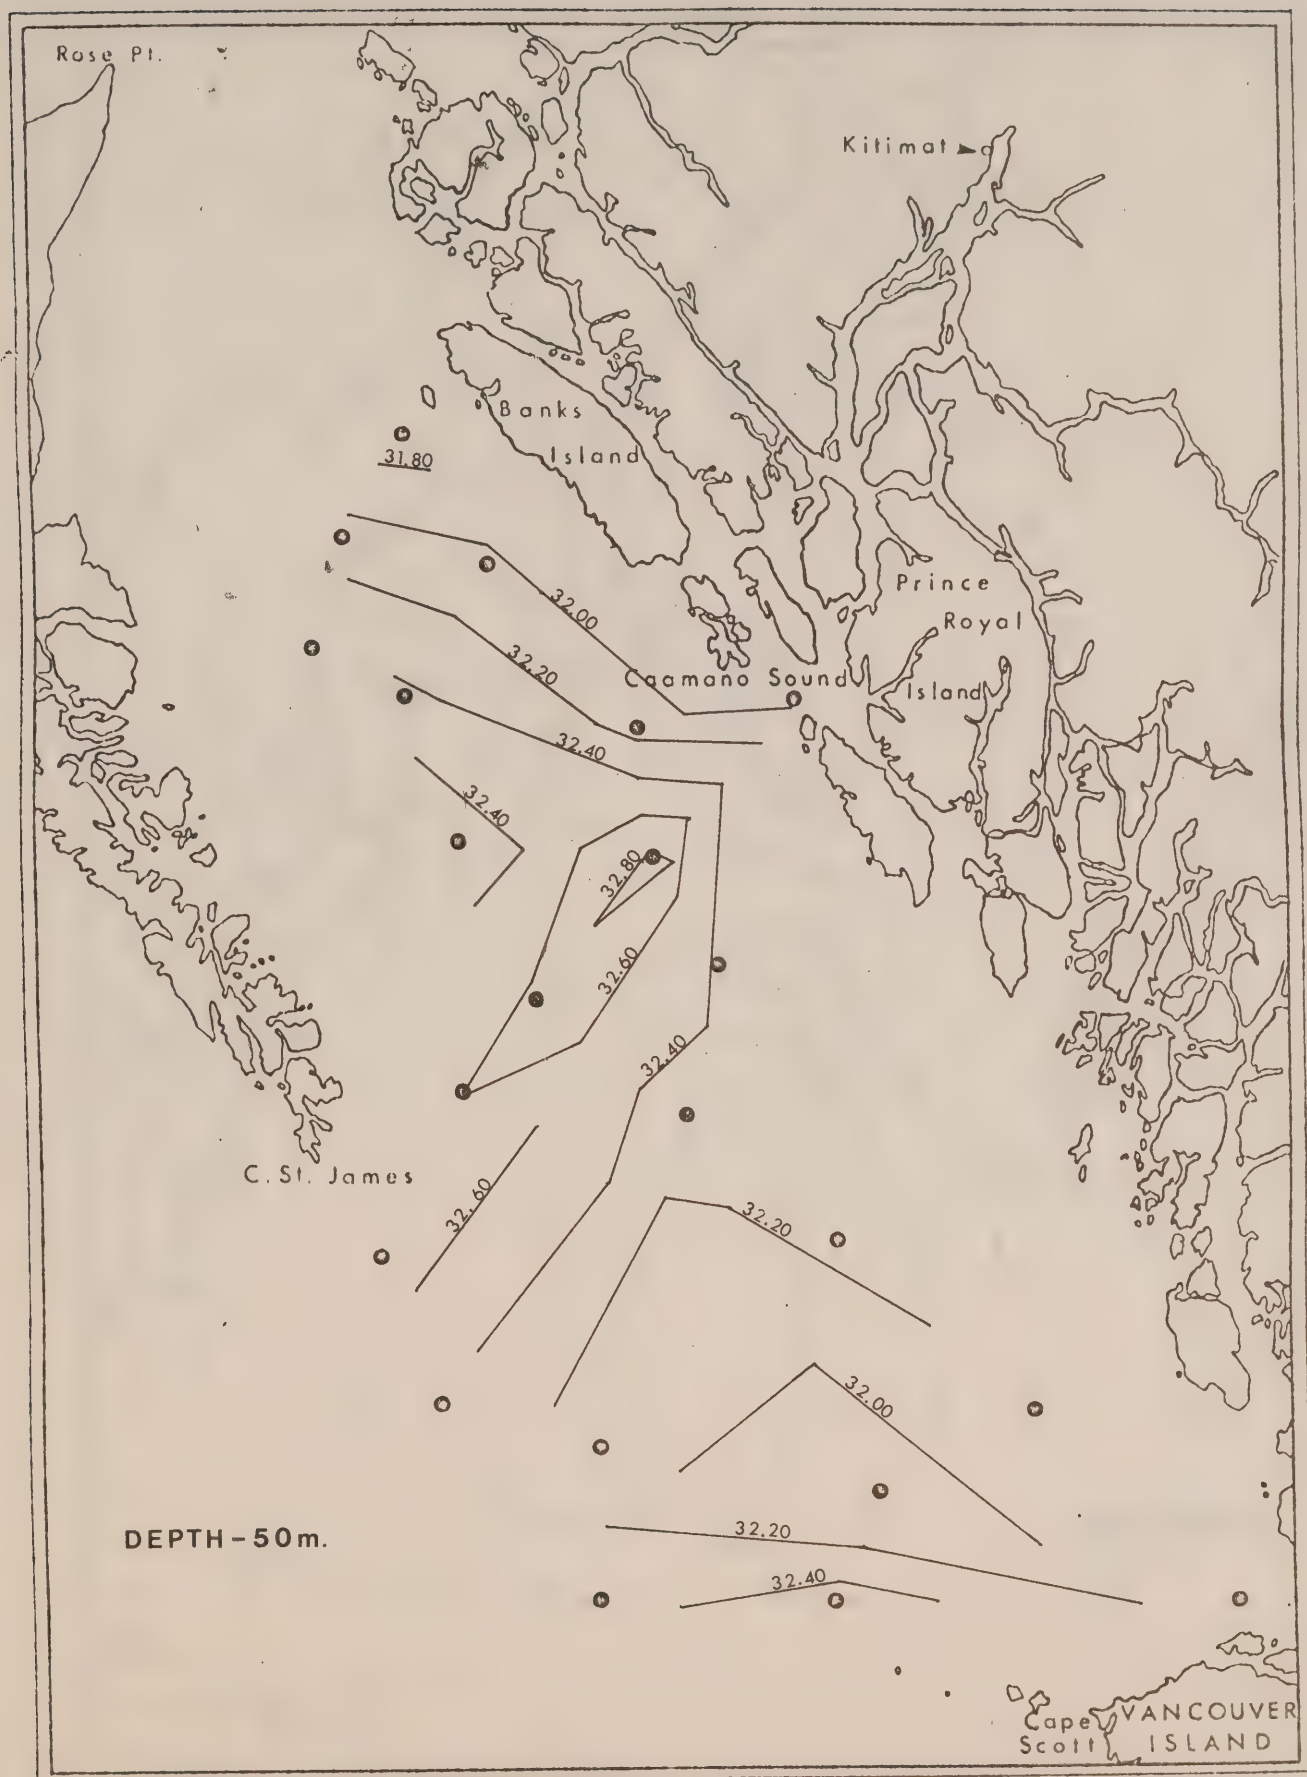 Rose Pt.
Kitimat
Banks
Island
31.80
32.00
Prince
Royal
Island
32.20
Caamano Sound
32.40
32.40
32.80
32.60
32.40
C. St. James
32.60
32.20
32.00
DEPTH-50m.
32.20
32.40
Cape
Scott
VANCOUVER
ISLAND